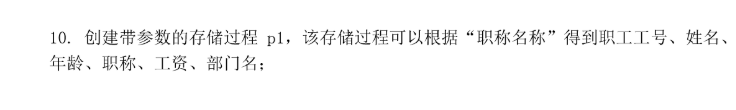 10. 创建带参数的存储过程 p1，该存储过程可以根据“职称名称”得到职工工号、姓名、
年龄、职称、工资、部门名；